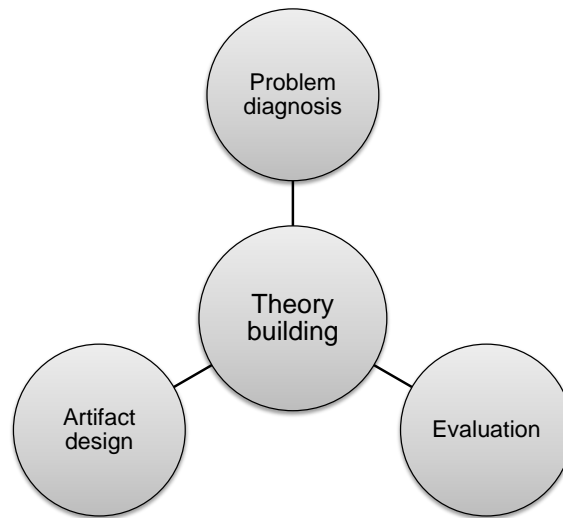 Problem
diagnosis
Theory
building
Artifact
design
Evaluation